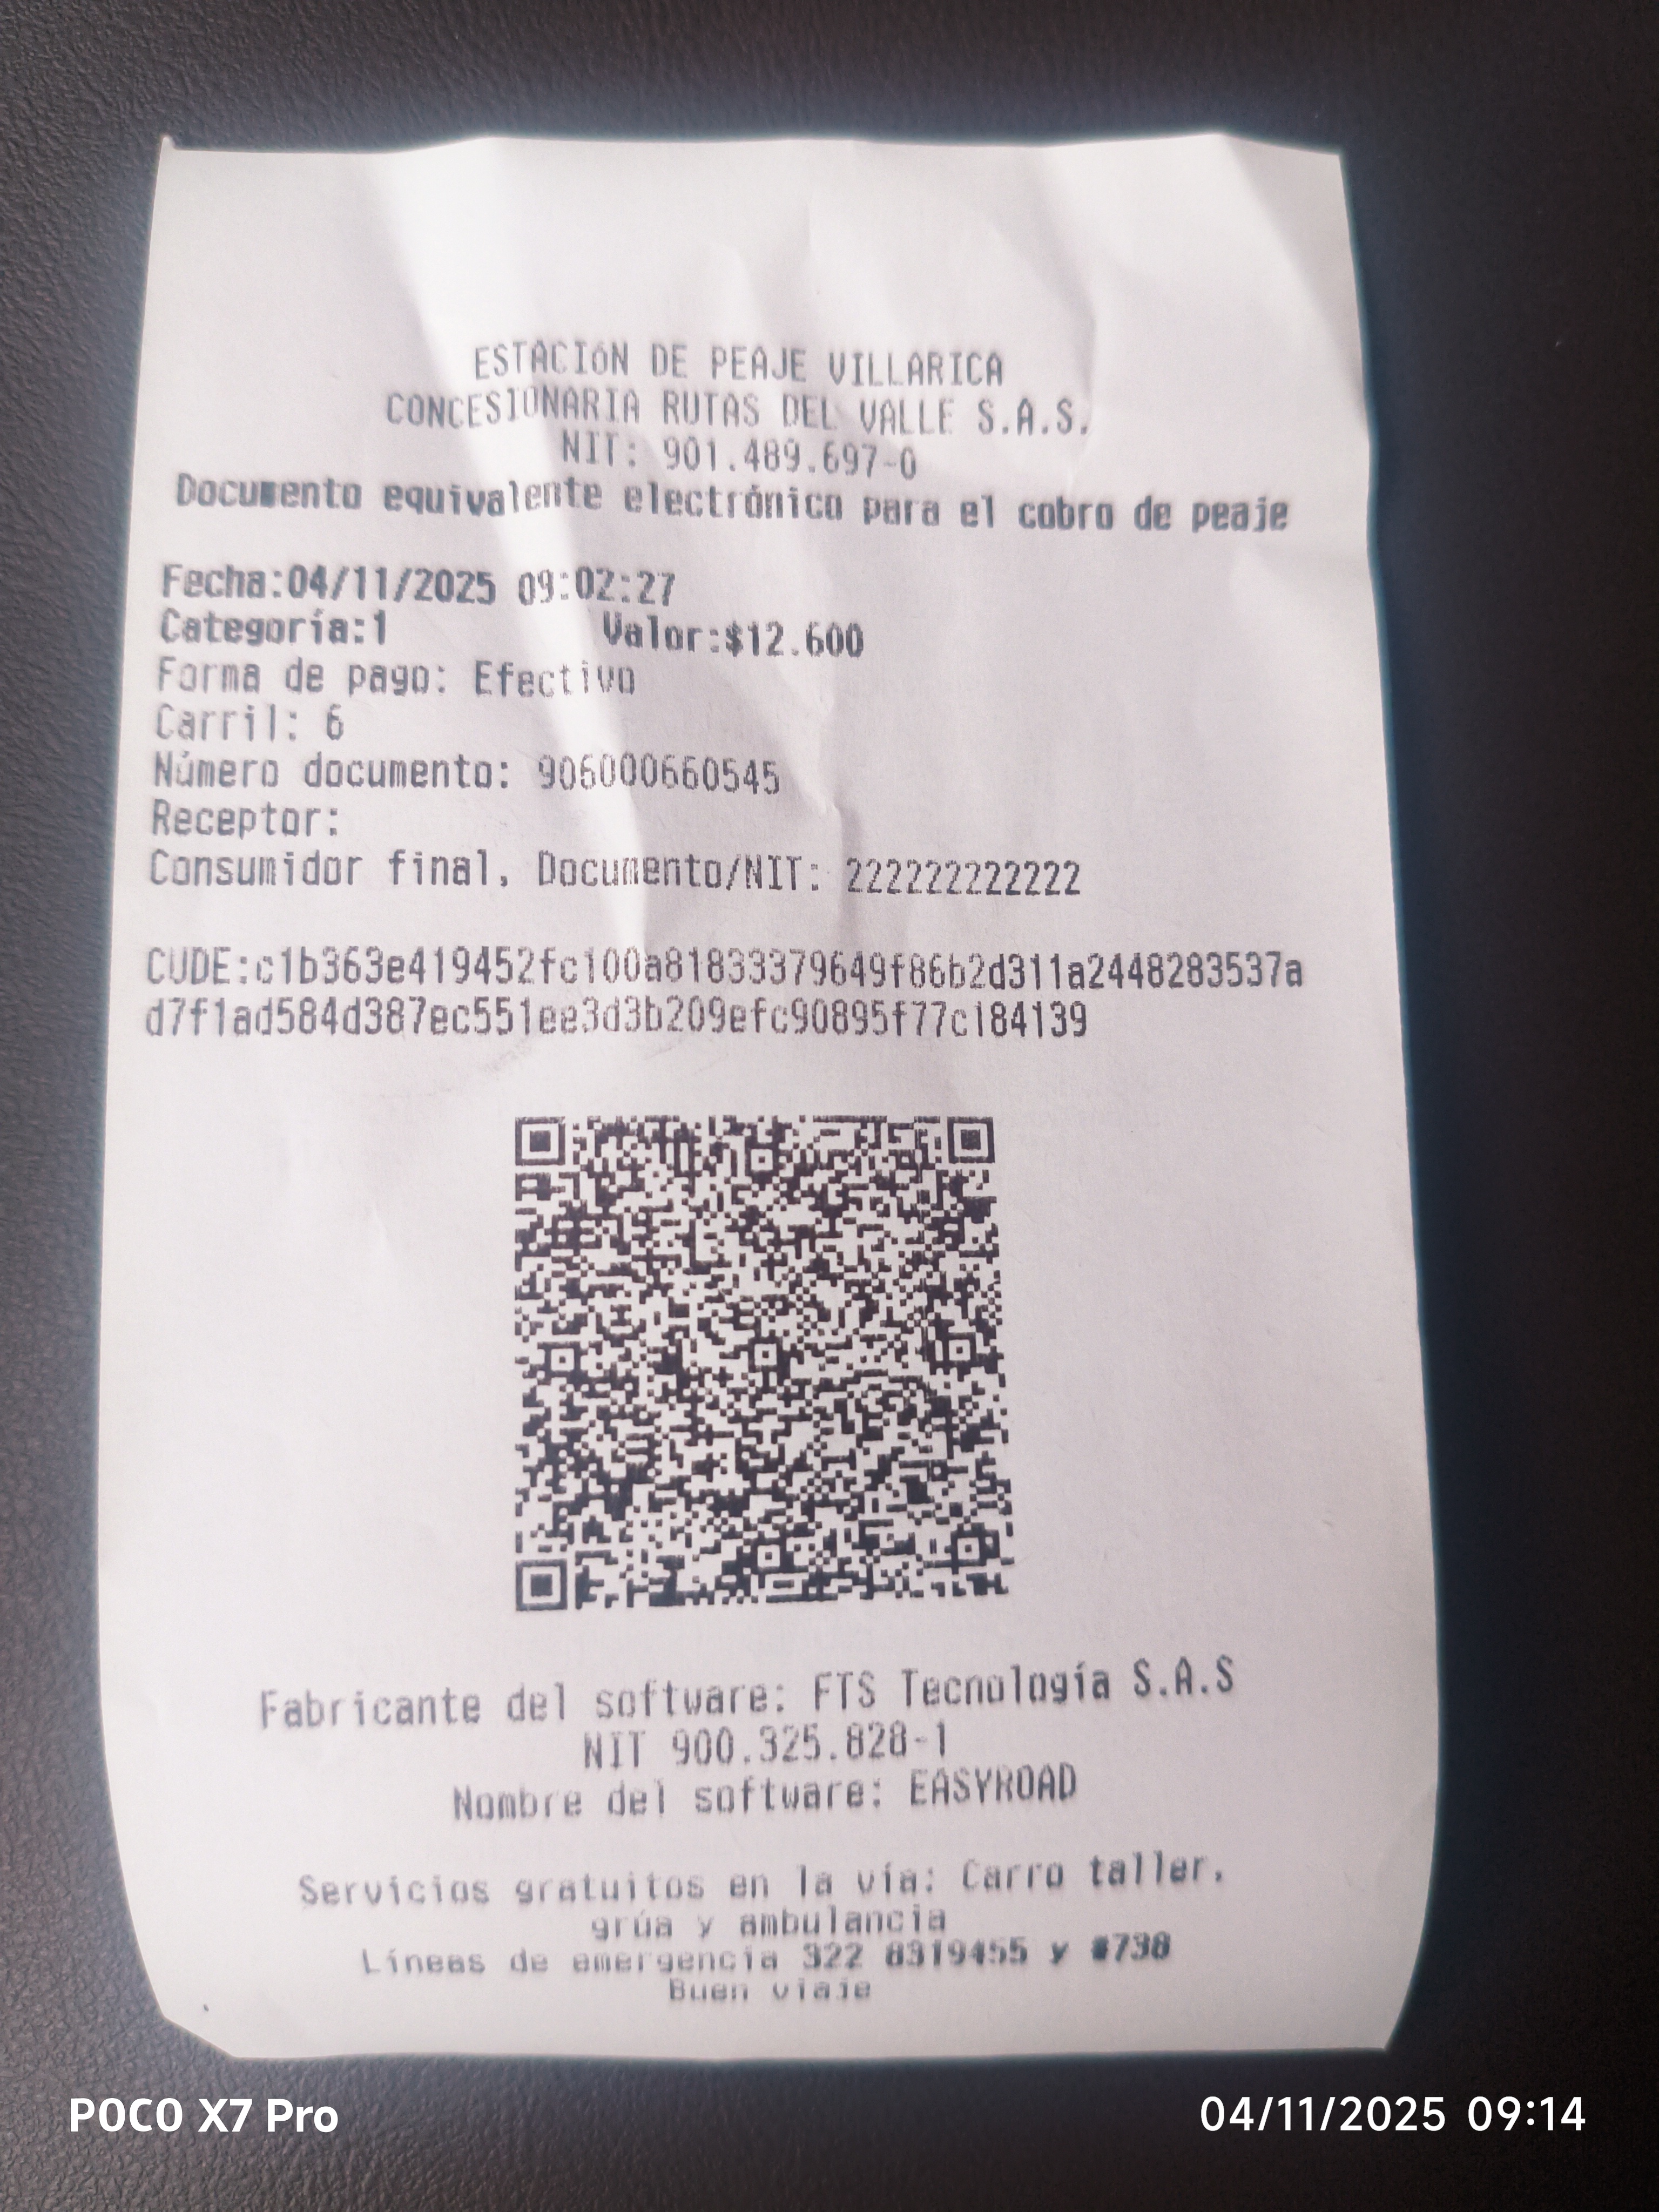 ESTACIóN DE PEAJE VILLARICA
CONCESIONARIA RUTAS DEL VALLE S.A.S.
NIT: 901.489.697-0
Documento equivalente electrónico para el cobro de peaje
Fecha:04/11/2025 09:02:27
Categoría:1 Valor:$12.600
Forma de pago: Efectivo
Carril: 6
Número documento: 906000660545
Receptor:
Consumidor final, Documento/NIT: 222222222222
CUDE:c1b363e419452fc100a81833379649f86b2d311a2448283537a
d7f1ad584d387ec551ee3d3b209efc90895f77c184139
Fabricante del software: FTS Tecnología S.A.S
NIT 900.325.828-1
Nombre del software: EASYROAD
Servicios gratuitos en la vía: Carro taller,
grúa y ambulancia
Líneas de emergencia 322 8319455 y #738
Buen viaje
POCO X7 Pro
04/11/2025 09:14